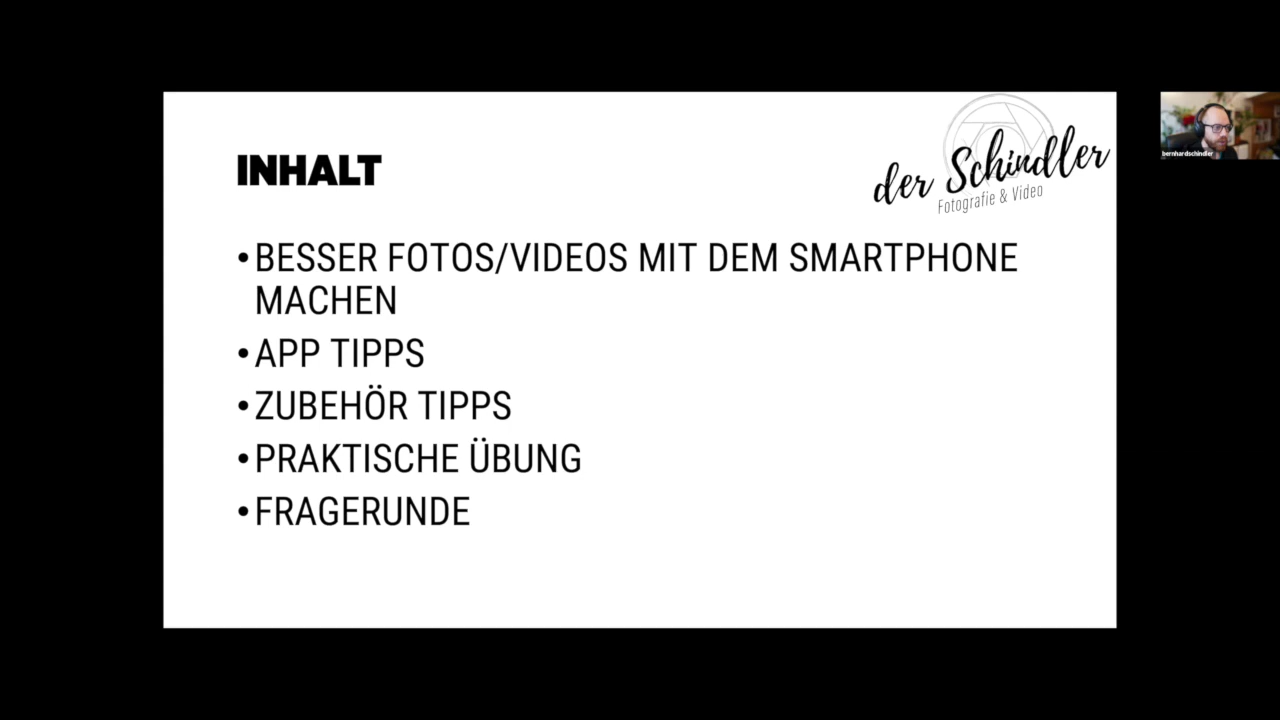 INHALT
der Schindler
Fotografie & Video
• BESSER FOTOS/VIDEOS MIT DEM SMARTPHONE
MACHEN
• APP TIPPS
• ZUBEHÖR TIPPS
• PRAKTISCHE ÜBUNG
• FRAGERUNDE
bernhardschindler